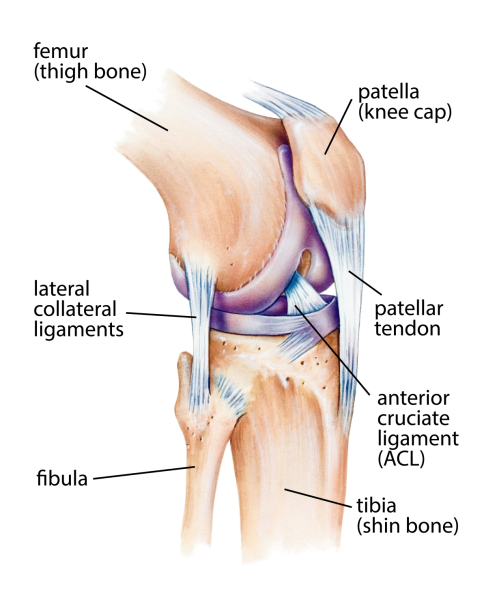 femur
(thigh bone)
patella
(knee cap)
lateral
collateral
ligaments
patellar
tendon
anterior
cruciate
ligament
(ACL)
fibula
tibia
(shin bone)